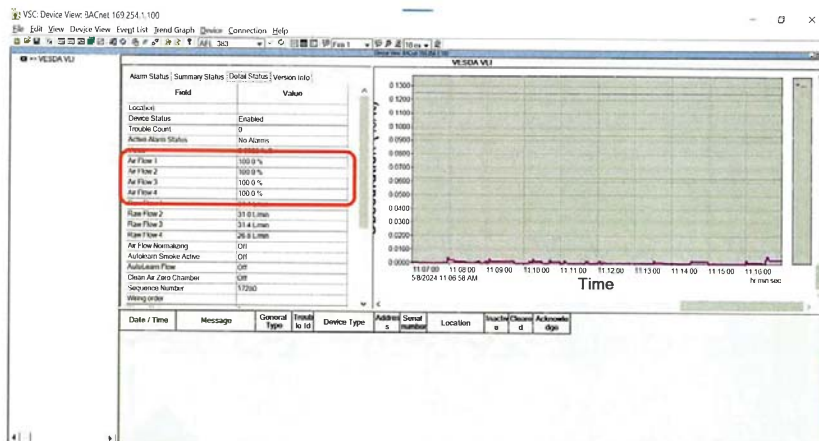 VSC: Device View: BACnet 169.254.1.100
File Edit View Device View Event List Trend Graph Device Connection Help
VESDA VLI
VESDA VLI
Alarm Status Summary Status Detail Status Version Info
Field Value
Location
Device Status Enabled
Trouble Count 0
Active Alarm Status No Alarms
Air Flow 1 100.0 %
Air Flow 2 100.0 %
Air Flow 3 100.0 %
Air Flow 4 100.0 %
Raw Flow 2 31.0 L/min
Raw Flow 3 31.4 L/min
Raw Flow 4 26.8 L/min
Air Flow Normalizing Off
Autolearn Smoke Active Off
AutoLearn Flow Off
Clean Air Zero Chamber Off
Sequence Number
Wiring order
0.1300
0.1200
0.1100
0.1000
0.0900
0.0800
0.0700
0.0600
0.0500
0.0400
0.0300
0.0200
0.0100
0.0000
11:07:00 11:08:00 11:09:00 11:10:00 11:11:00 11:12:00 11:13:00 11:14:00 11:15:00 11:16:00
5/8/2024 11:06:58 AM
Time
hr:min:sec
Date / Time Message General Type Trouble Id Device Type Address Serial number Location Inactive Cleared Acknowledge